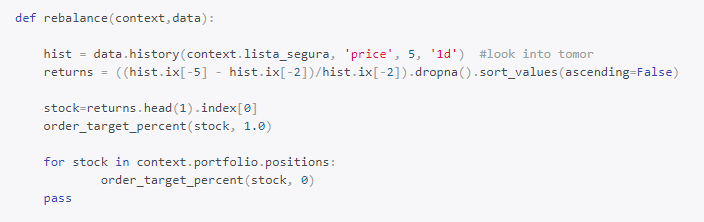 def rebalance(context,data):
hist = data.history(context.lista_segura, 'price', 5, '1d')  #look into tomor
returns = ((hist.ix[-5] - hist.ix[-2])/hist.ix[-2]).dropna().sort_values(ascending=False)
stock=returns.head(1).index[0]
order_target_percent(stock, 1.0)
for stock in context.portfolio.positions:
order_target_percent(stock, 0)
pass